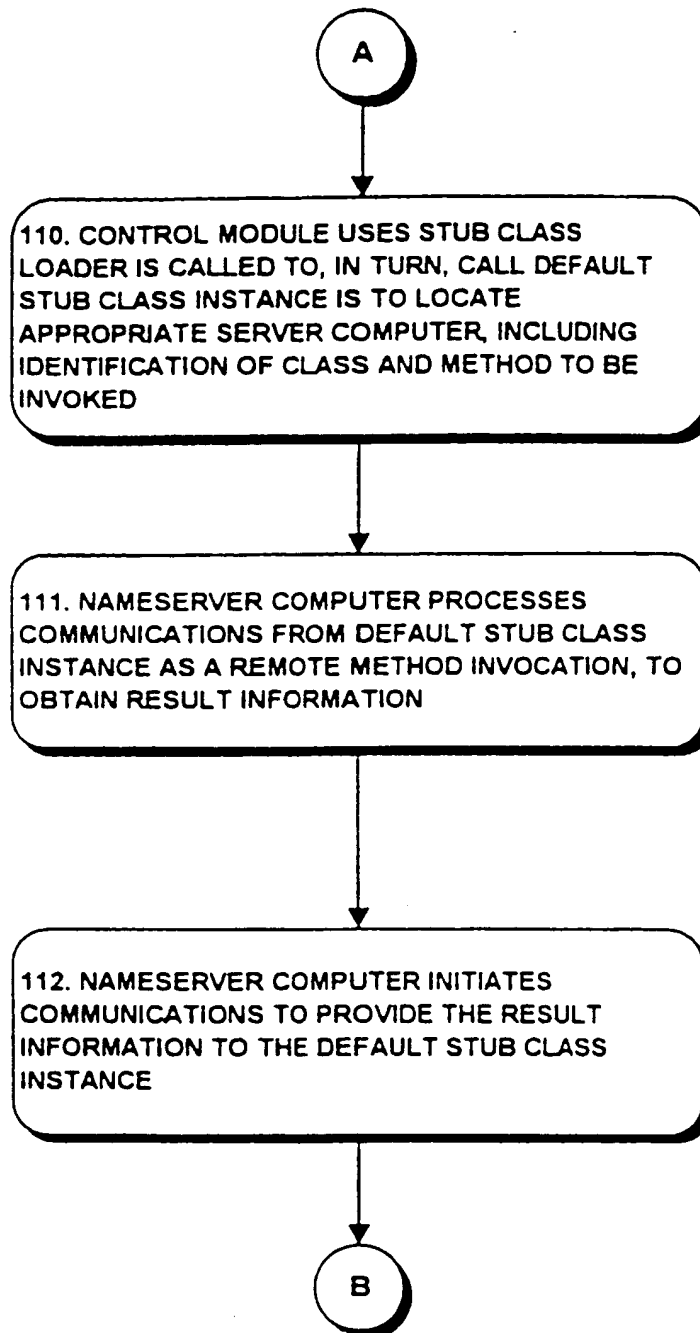 A
110. CONTROL MODULE USES STUB CLASS
LOADER IS CALLED TO, IN TURN, CALL DEFAULT
STUB CLASS INSTANCE IS TO LOCATE
APPROPRIATE SERVER COMPUTER, INCLUDING
IDENTIFICATION OF CLASS AND METHOD TO BE
INVOKED
111. NAMESERVER COMPUTER PROCESSES
COMMUNICATIONS FROM DEFAULT STUB CLASS
INSTANCE AS A REMOTE METHOD INVOCATION, TO
OBTAIN RESULT INFORMATION
112. NAMESERVER COMPUTER INITIATES
COMMUNICATIONS TO PROVIDE THE RESULT
INFORMATION TO THE DEFAULT STUB CLASS
INSTANCE
B